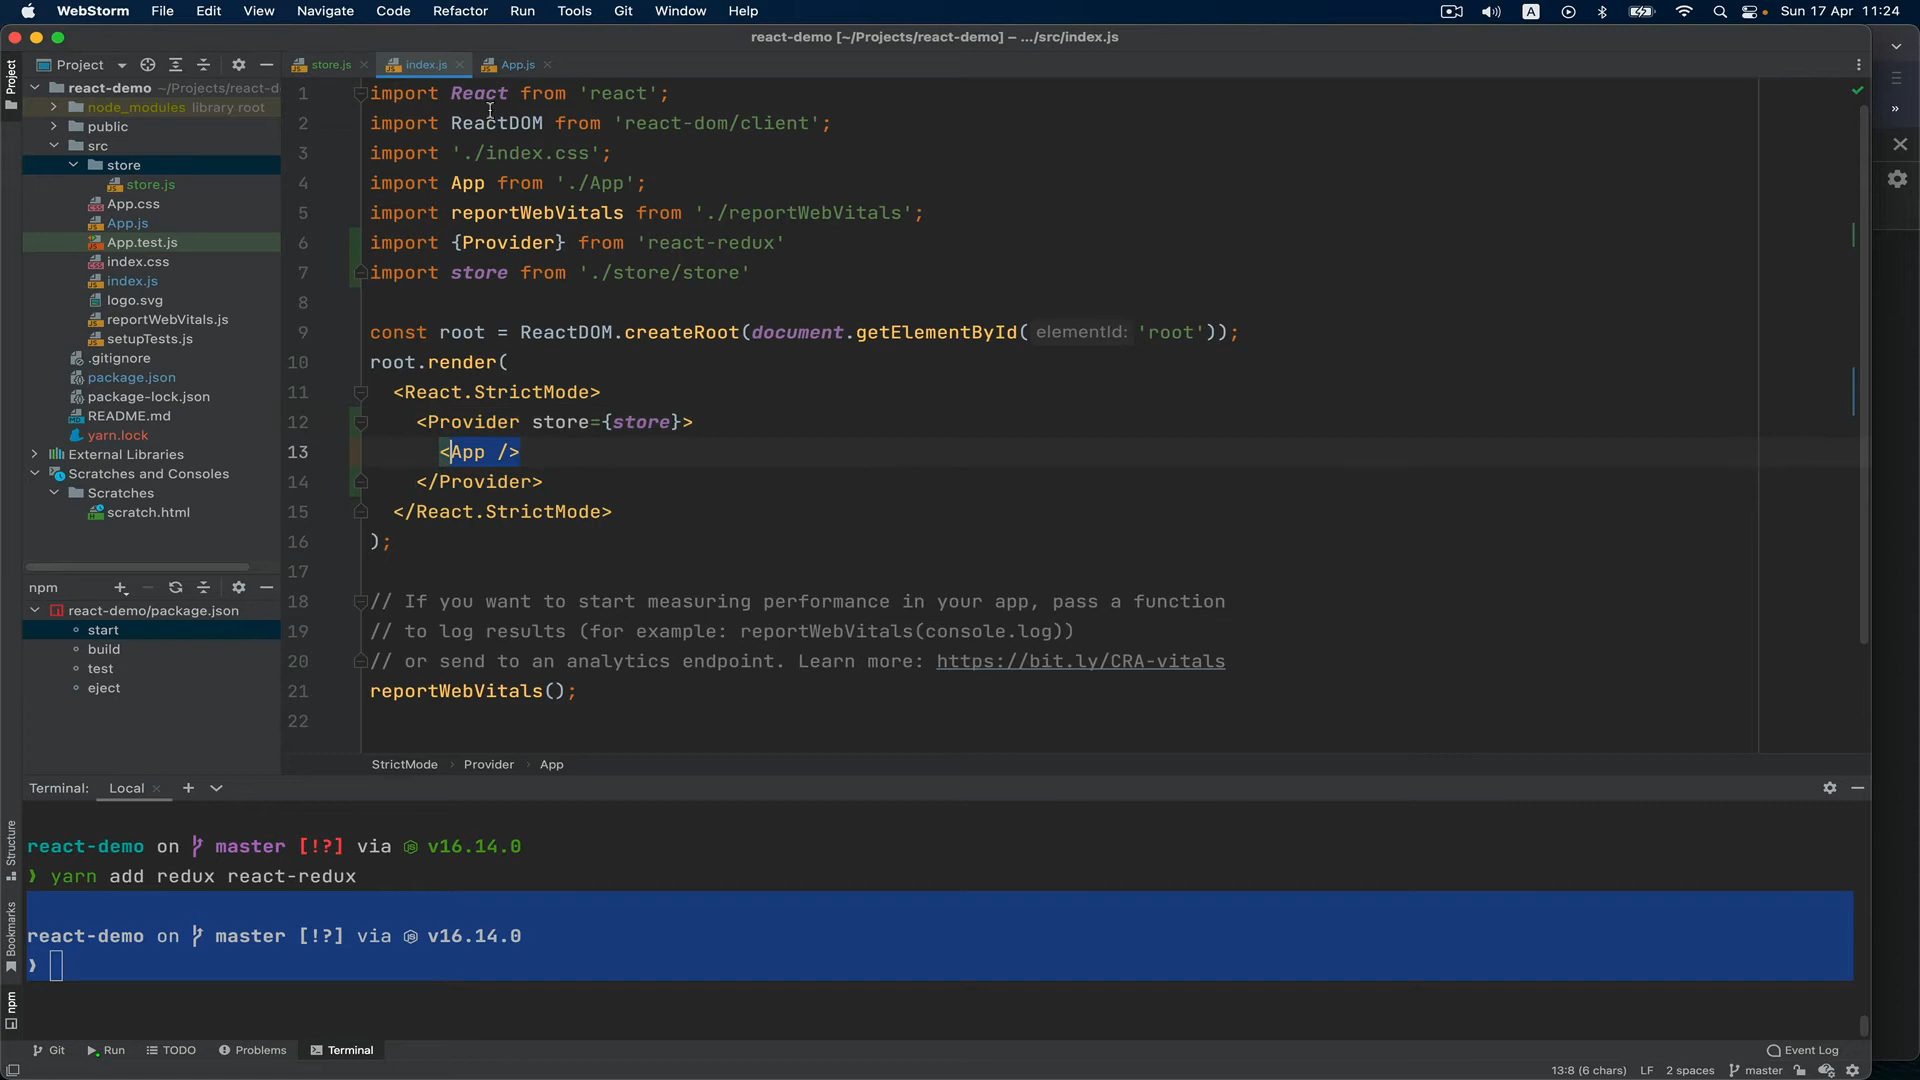 WebStorm File Edit View Navigate Code Refactor Run Tools Git Window Help A Sun 17 Apr 11:24
react-demo [~/Projects/react-demo] – .../src/index.js
Project store.js index.js App.js
Project
react-demo ~/Projects/react-d
node_modules library root
public
src
store
store.js
App.css
App.js
App.test.js
index.css
index.js
logo.svg
reportWebVitals.js
setupTests.js
.gitignore
package.json
package-lock.json
README.md
yarn.lock
External Libraries
Scratches and Consoles
Scratches
scratch.html
npm
react-demo/package.json
start
build
test
eject
1 import React from 'react';
2 import ReactDOM from 'react-dom/client';
3 import './index.css';
4 import App from './App';
5 import reportWebVitals from './reportWebVitals';
6 import {Provider} from 'react-redux'
7 import store from './store/store'
8
9 const root = ReactDOM.createRoot(document.getElementById( elementId: 'root'));
10 root.render(
11 <React.StrictMode>
12 <Provider store={store}>
13 <App />
14 </Provider>
15 </React.StrictMode>
16 );
17
18 // If you want to start measuring performance in your app, pass a function
19 // to log results (for example: reportWebVitals(console.log))
20 // or send to an analytics endpoint. Learn more: https://bit.ly/CRA-vitals
21 reportWebVitals();
22
StrictMode › Provider › App
Terminal: Local
react-demo on master [!?] via v16.14.0
❯ yarn add redux react-redux
react-demo on master [!?] via v16.14.0
❯
Structure
Bookmarks
npm
Git Run TODO Problems Terminal Event Log
13:8 (6 chars) LF 2 spaces master